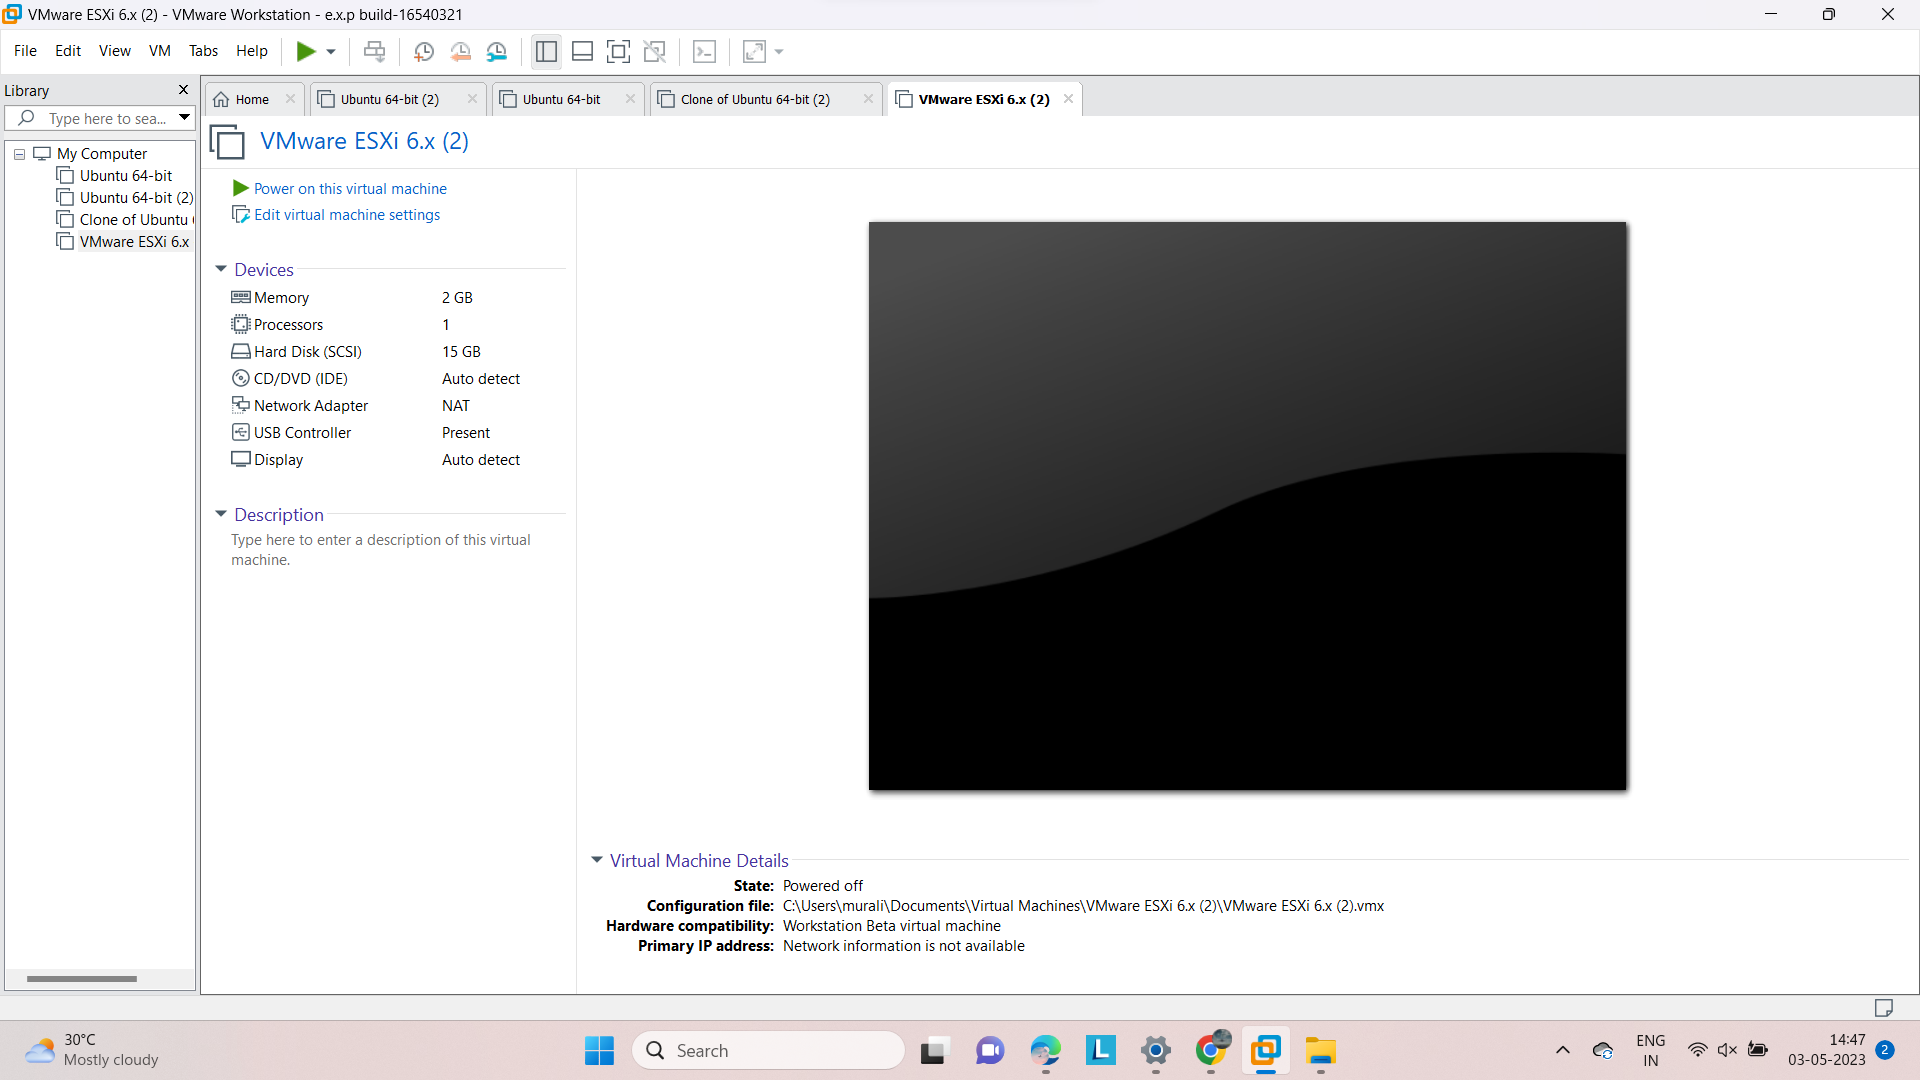 VMware ESXi 6.x (2) - VMware Workstation - e.x.p build-16540321
File Edit View VM Tabs Help
Library
Type here to sea...
My Computer
Ubuntu 64-bit
Ubuntu 64-bit (2)
Clone of Ubuntu
VMware ESXi 6.x
Home
Ubuntu 64-bit (2)
Ubuntu 64-bit
Clone of Ubuntu 64-bit (2)
VMware ESXi 6.x (2)
VMware ESXi 6.x (2)
Power on this virtual machine
Edit virtual machine settings
Devices
Memory 2 GB
Processors 1
Hard Disk (SCSI) 15 GB
CD/DVD (IDE) Auto detect
Network Adapter NAT
USB Controller Present
Display Auto detect
Description
Type here to enter a description of this virtual
machine.
Virtual Machine Details
State: Powered off
Configuration file: C:\Users\murali\Documents\Virtual Machines\VMware ESXi 6.x (2)\VMware ESXi 6.x (2).vmx
Hardware compatibility: Workstation Beta virtual machine
Primary IP address: Network information is not available
30°C
Mostly cloudy
Search
L
ENG
IN
14:47
03-05-2023
2